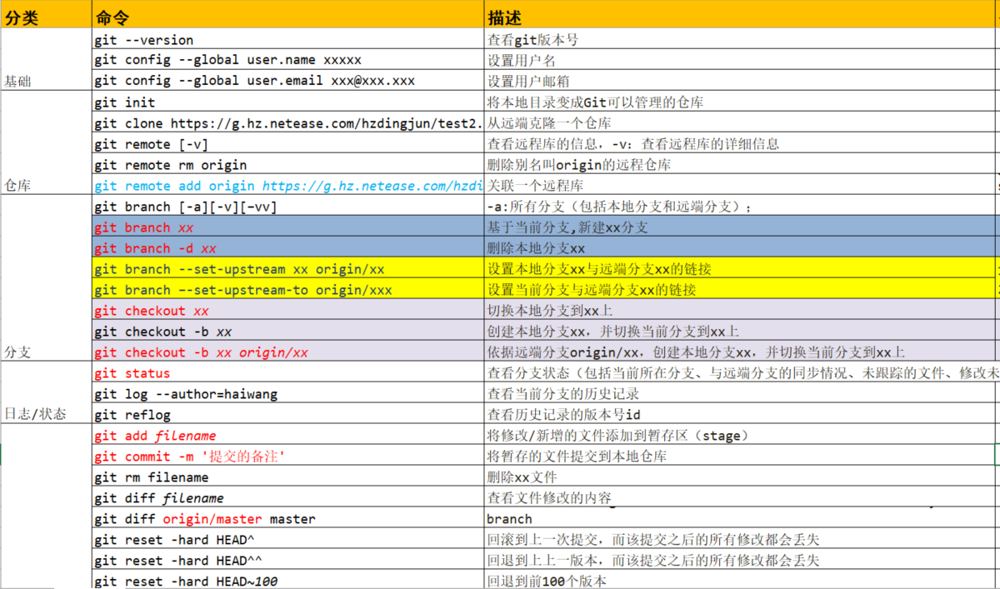 分类 命令 描述
git --version 查看git版本号
git config --global user.name xxxxx 设置用户名
基础 git config --global user.email xxx@xxx.xxx 设置用户邮箱
git init 将本地目录变成Git可以管理的仓库
git clone https://g.hz.netease.com/hzdingjun/test2. 从远端克隆一个仓库
git remote [-v] 查看远程库的信息，-v：查看远程库的详细信息
git remote rm origin 删除别名叫origin的远程仓库
仓库 git remote add origin https://g.hz.netease.com/hzdi 关联一个远程库
git branch [-a][-v][–vv] -a:所有分支（包括本地分支和远端分支）；
git branch xx 基于当前分支,新建xx分支
git branch -d xx 删除本地分支xx
git branch --set-upstream xx origin/xx 设置本地分支xx与远端分支xx的链接
git branch –-set-upstream-to origin/xxx 设置当前分支与远端分支xx的链接
git checkout xx 切换本地分支到xx上
git checkout -b xx 创建本地分支xx，并切换当前分支到xx上
分支 git checkout -b xx origin/xx 依据远端分支origin/xx，创建本地分支xx，并切换当前分支到xx上
git status 查看分支状态（包括当前所在分支、与远端分支的同步情况、未跟踪的文件、修改未
git log --author=haiwang 查看当前分支的历史记录
日志/状态 git reflog 查看历史记录的版本号id
git add filename 将修改/新增的文件添加到暂存区（stage）
git commit -m '提交的备注' 将暂存的文件提交到本地仓库
git rm filename 删除xx文件
git diff filename 查看文件修改的内容
git diff origin/master master branch
git reset -hard HEAD^ 回滚到上一次提交，而该提交之后的所有修改都会丢失
git reset -hard HEAD^^ 回退到上上一版本，而该提交之后的所有修改都会丢失
git reset -hard HEAD~100 回退到前100个版本